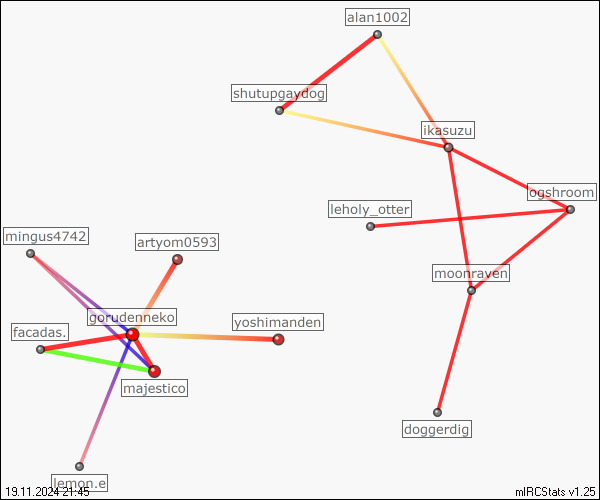 alan1002
shutupgaydog
ikasuzu
ogshroom
leholy_otter
mingus4742
artyom0593
moonraven
gorudenneko
yoshimanden
facadas.
majestico
doggerdig
lemon.e
19.11.2024 21:45
mIRCStats v1.25